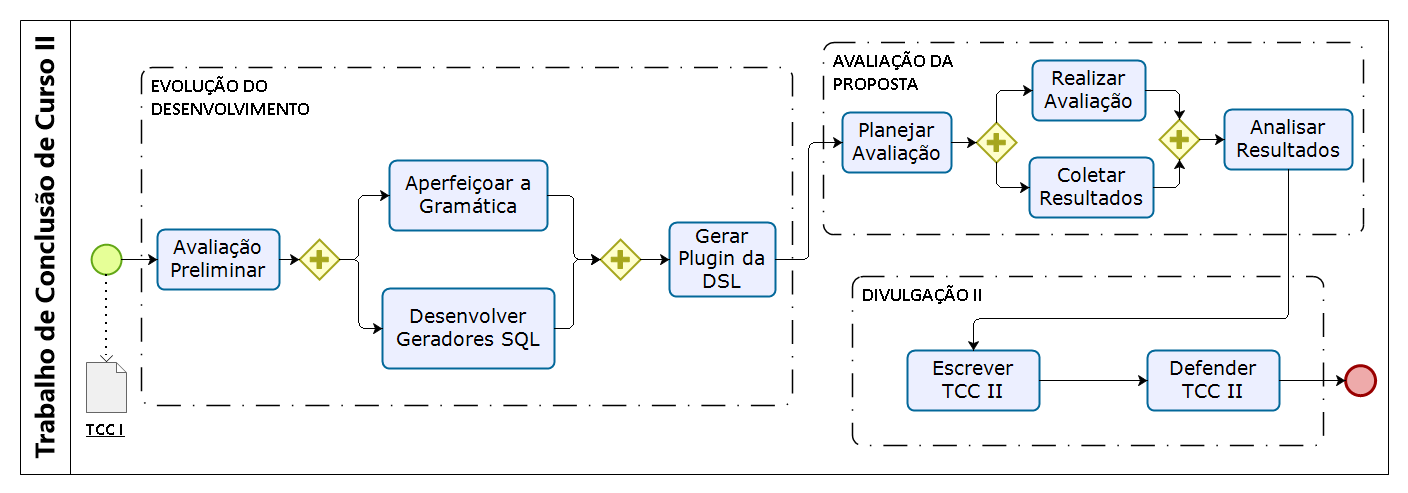 Trabalho de Conclusão de Curso II
EVOLUÇÃO DO
DESENVOLVIMENTO
Avaliação
Preliminar
Aperfeiçoar a
Gramática
Desenvolver
Geradores SQL
Gerar
Plugin da
DSL
TCC I
AVALIAÇÃO DA
PROPOSTA
Planejar
Avaliação
Realizar
Avaliação
Coletar
Resultados
Analisar
Resultados
DIVULGAÇÃO II
Escrever
TCC II
Defender
TCC II